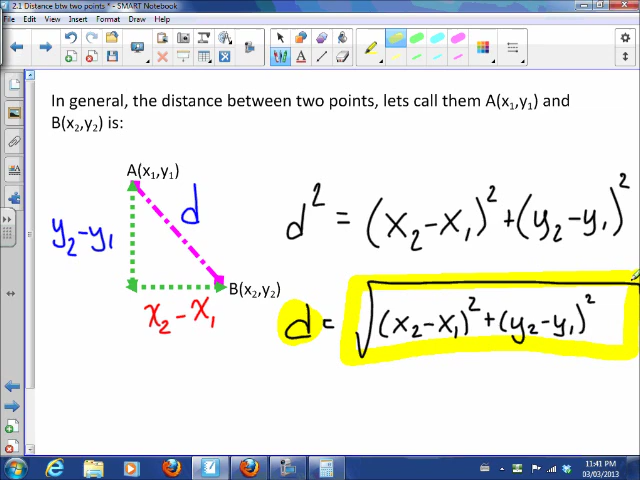 2.1 Distance btw two points * - SMART Notebook
File Edit View Insert Format Draw Help
In general, the distance between two points, lets call them A(x₁,y₁) and
B(x₂,y₂) is:
A(x₁,y₁)
d
d² = (x₂-x₁)²+(y₂-y₁)²
y₂-y₁
B(x₂,y₂)
x₂-x₁
d = √(x₂-x₁)²+(y₂-y₁)²
11:41 PM
03/03/2013